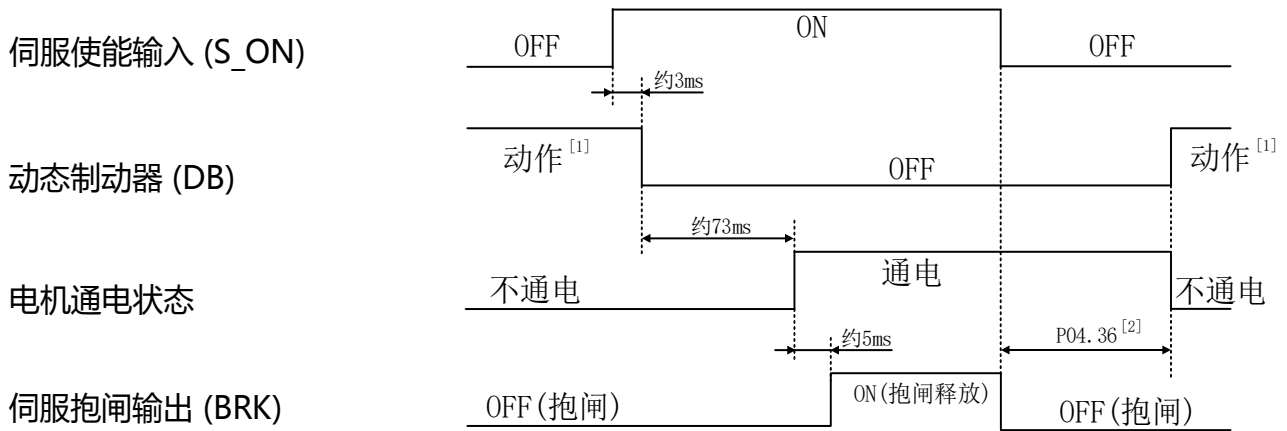 伺服使能输入 (S_ON)
OFF
ON
OFF
约3ms
动态制动器 (DB)
动作[1]
OFF
动作[1]
约73ms
电机通电状态
不通电
通电
不通电
约5ms
P04.36[2]
伺服抱闸输出 (BRK)
OFF(抱闸)
ON(抱闸释放)
OFF(抱闸)